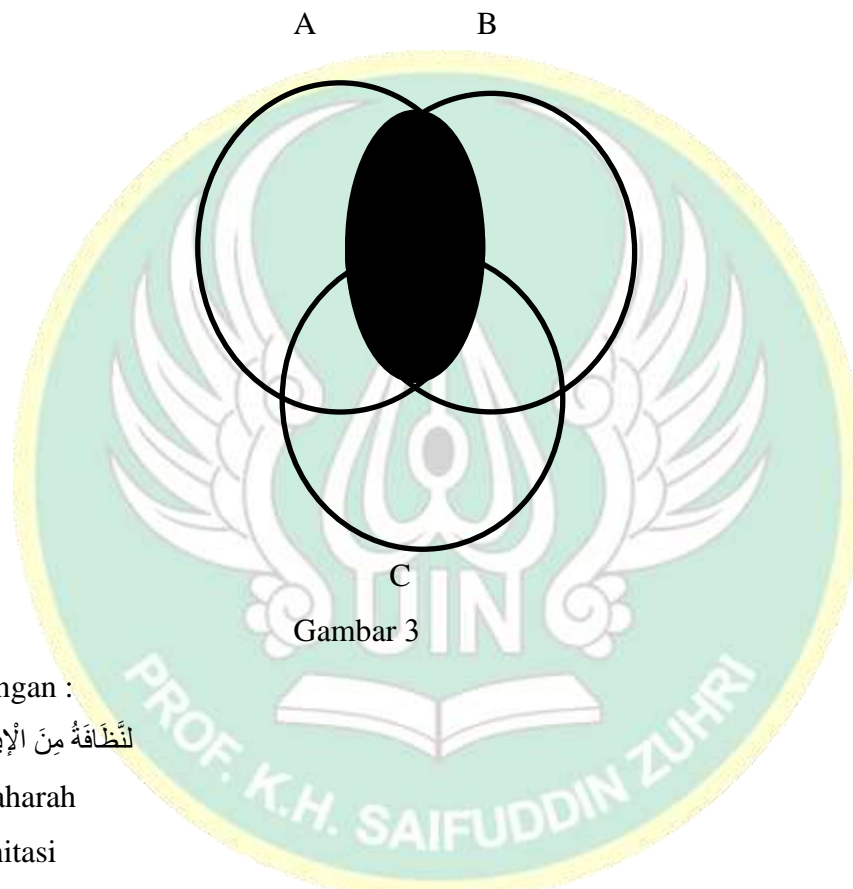 A B
C
UIN
Gambar 3
ngan :
لنَّظَافَةُ مِنَ
aharah
nitasi
PROF. K.H. SAIFUDDIN ZUHRI